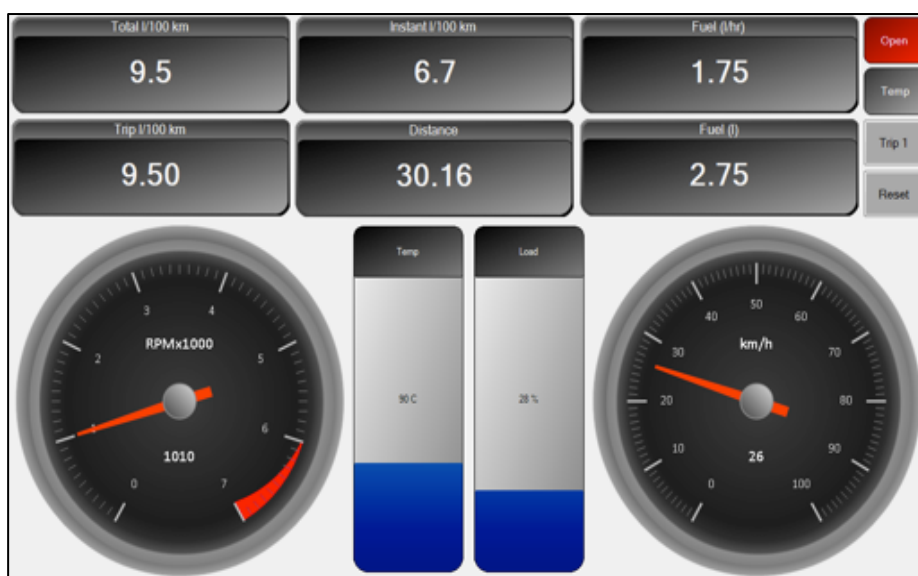 Total l/100 km
Instant l/100 km
Fuel (l/hr)
Open
9.5
6.7
1.75
Temp
Trip l/100 km
Distance
Fuel (l)
Trip 1
9.50
30.16
2.75
Reset
Temp
Load
0
1
2
3
4
5
6
7
RPMx1000
1010
90 C
28 %
0
10
20
30
40
50
60
70
80
90
100
km/h
26